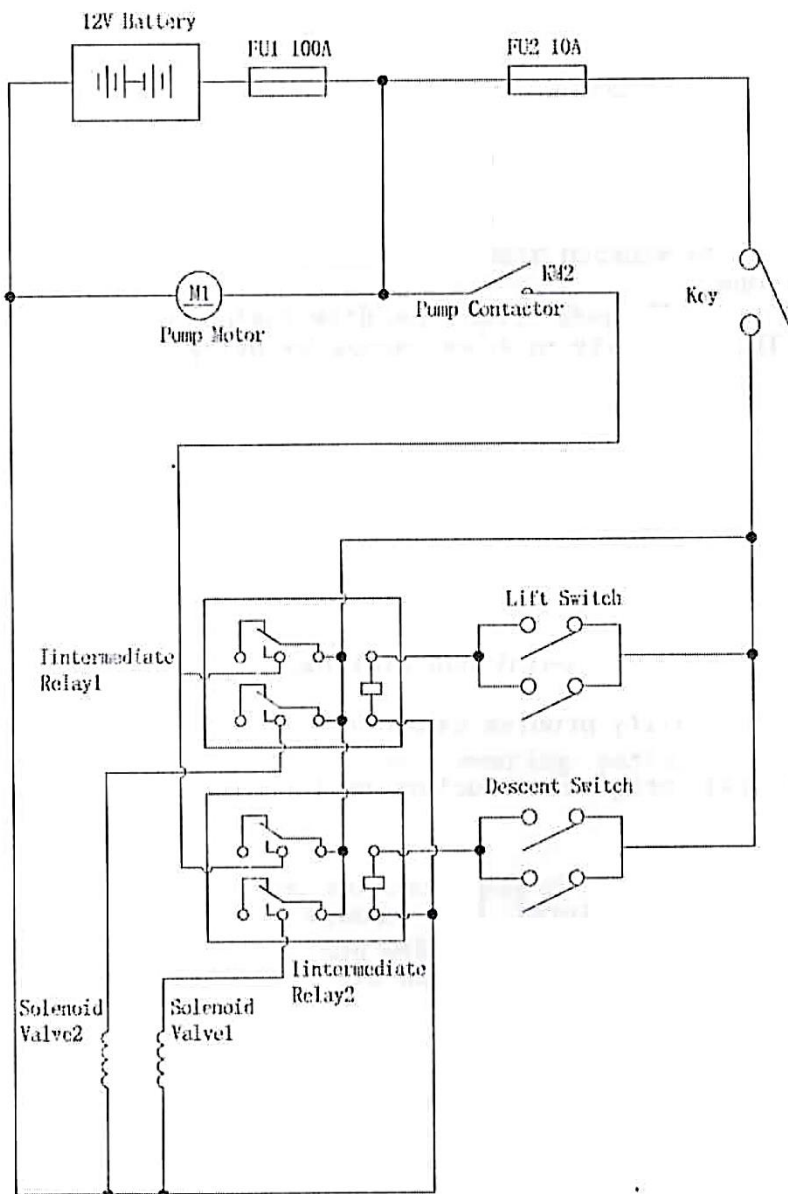 12V Battery
FU1 100A
FU2 10A
M1
Pump Motor
KM2
Pump Contactor
Key
Lift Switch
Iintermediate
Relay1
Descent Switch
Iintermediate
Relay2
Solenoid
Valve2
Solenoid
Valve1